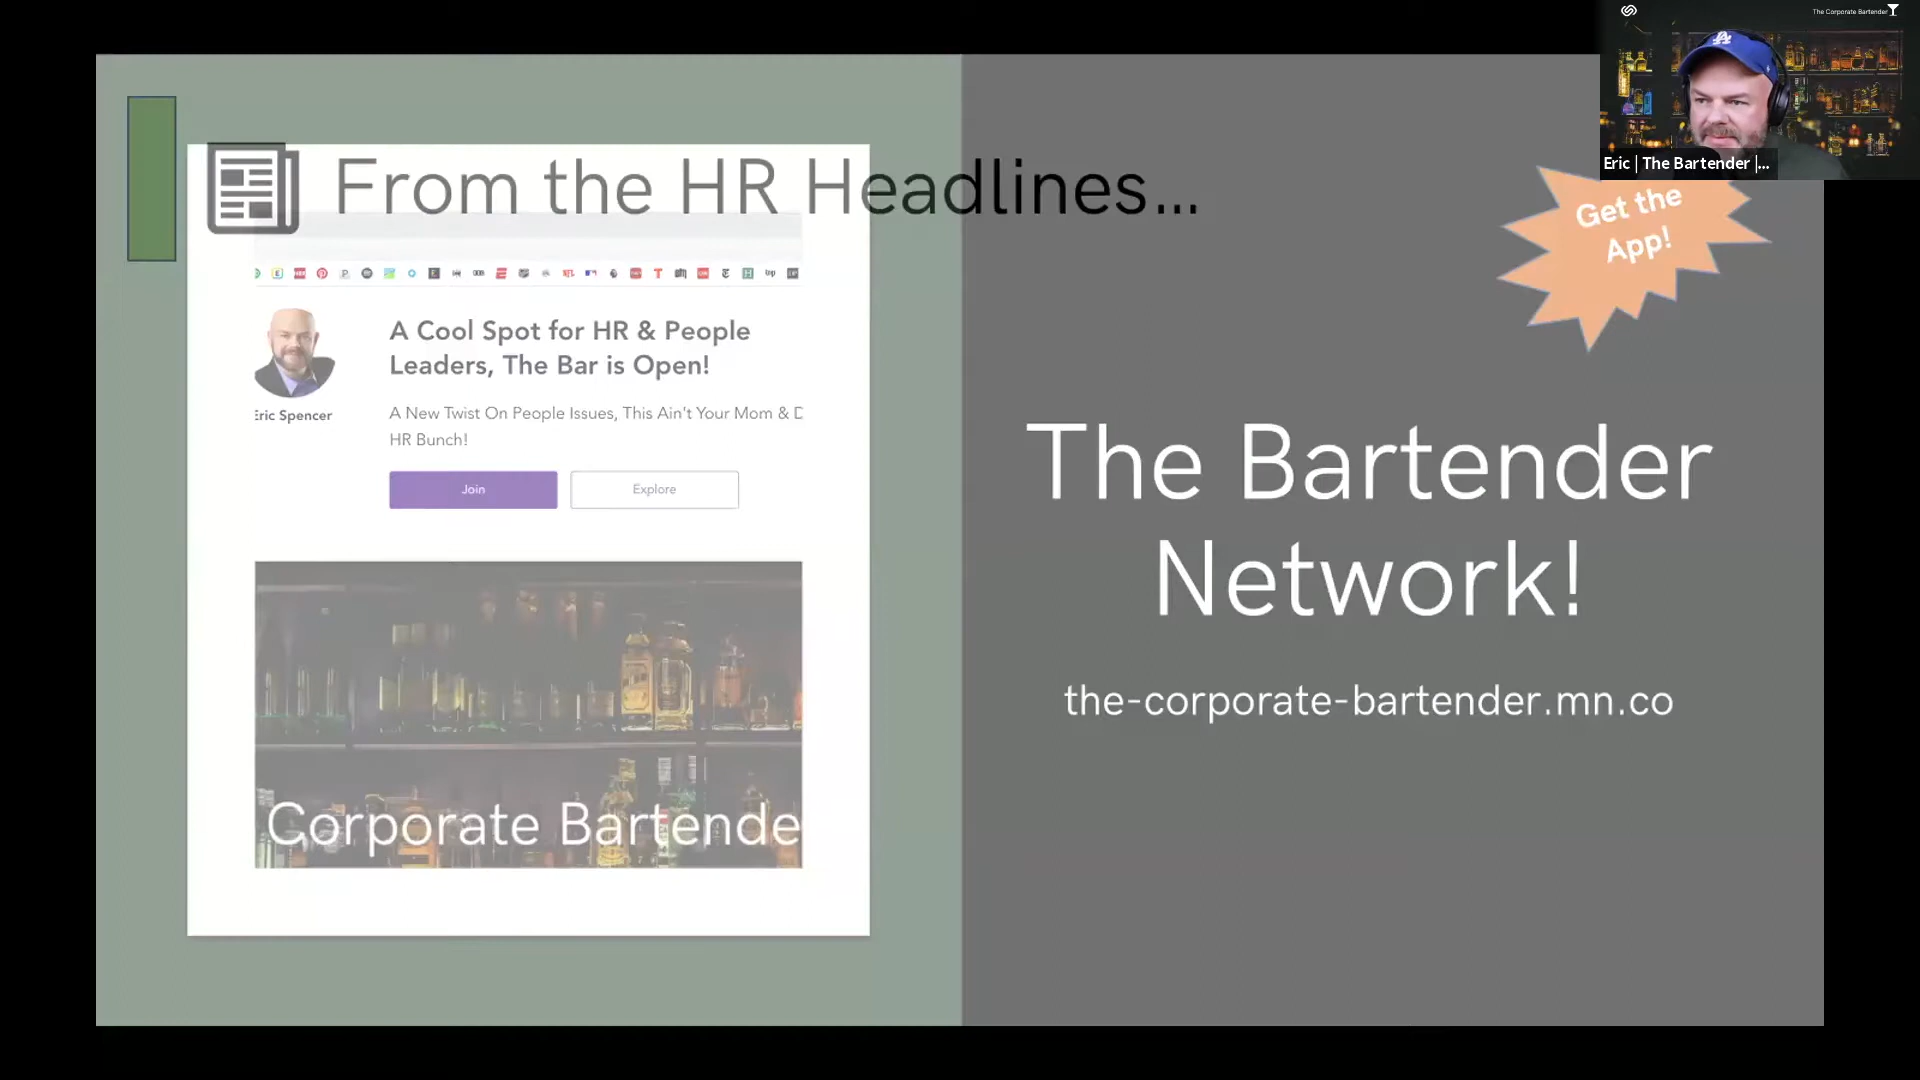 The Corporate Bartender
Eric | The Bartender |...
From the HR Headlines...
Get the
App!
A Cool Spot for HR & People
Leaders, The Bar is Open!
Eric Spencer
A New Twist On People Issues, This Ain't Your Mom & D
HR Bunch!
Join
Explore
Corporate Bartende
The Bartender
Network!
the-corporate-bartender.mn.co